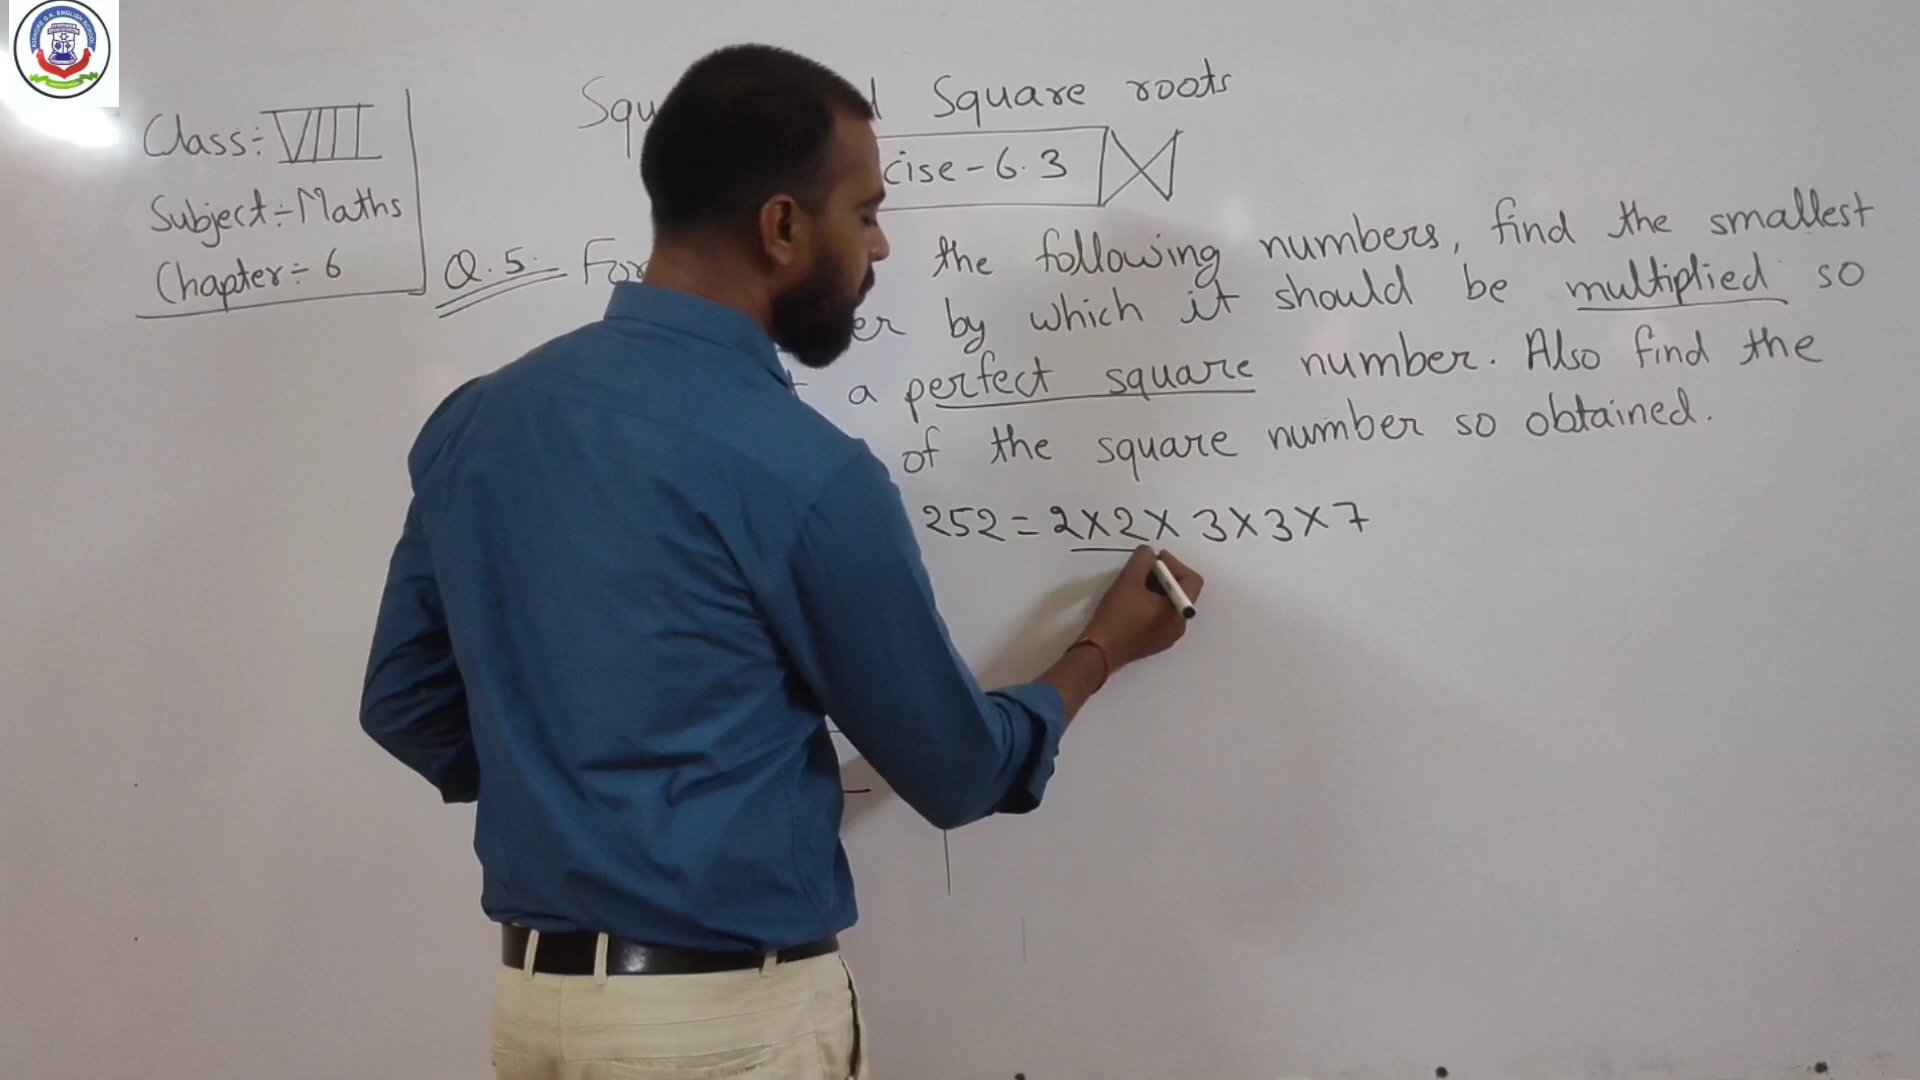 Square roots
Class:- VIII
cise - 6.3
Subject:- Maths
Chapter:- 6
Q.5. For the following numbers, find the smallest
er by which it should be multiplied so
a perfect square number. Also find the
of the square number so obtained.
252 = 2×2× 3×3×7